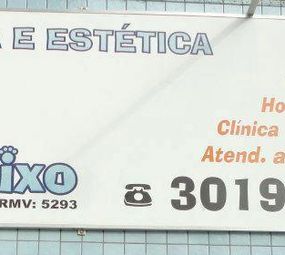 E ESTÉTICA
Ho
Clínica
Atend. a
ixo
RMV: 5293
3019